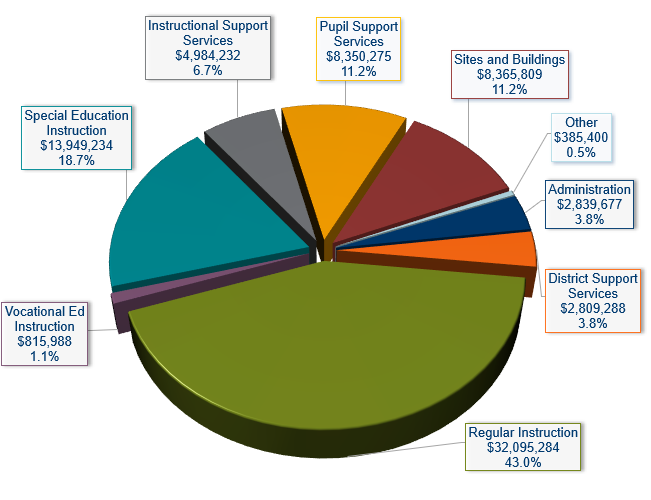 Instructional Support
Services
$4,984,232
6.7%
Pupil Support
Services
$8,350,275
11.2%
Sites and Buildings
$8,365,809
11.2%
Special Education
Instruction
$13,949,234
18.7%
Other
$385,400
0.5%
Administration
$2,839,677
3.8%
District Support
Services
$2,809,288
3.8%
Vocational Ed
Instruction
$815,988
1.1%
Regular Instruction
$32,095,284
43.0%